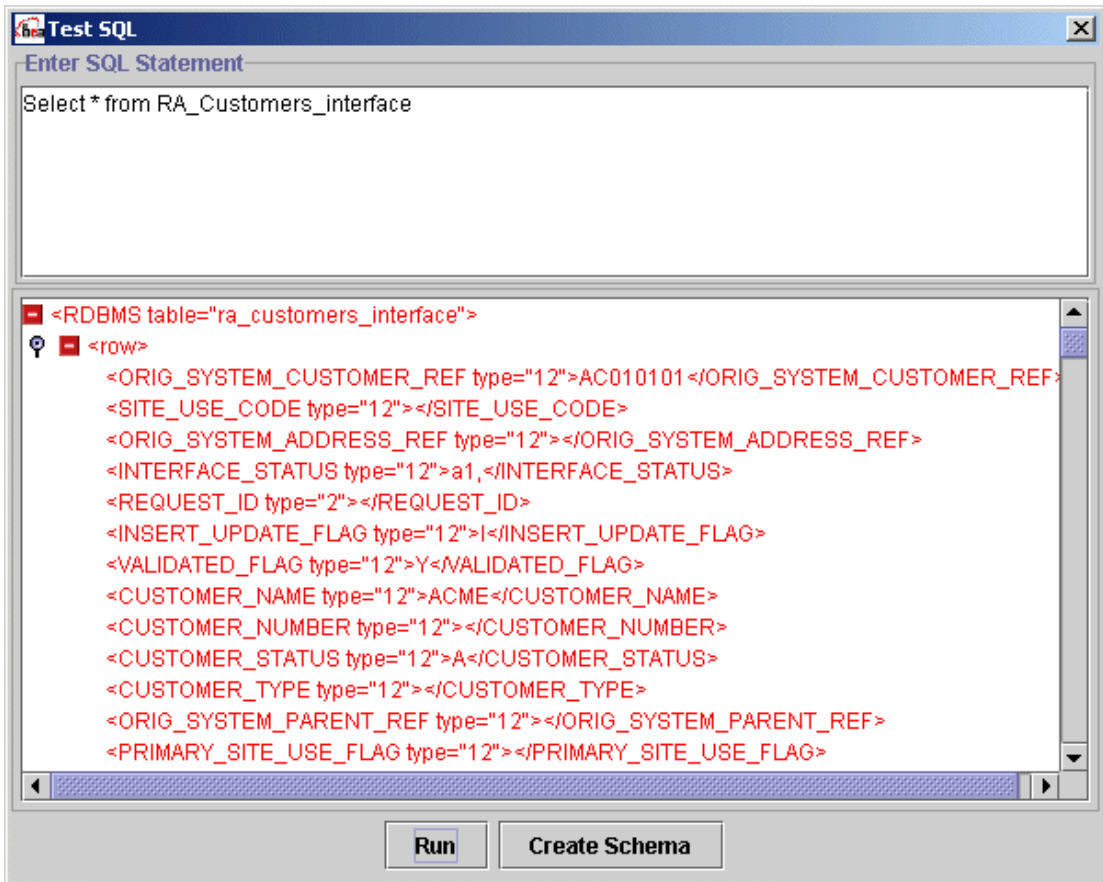 bea Test SQL
Enter SQL Statement
Select * from RA_Customers_interface
<RDBMS table="ra_customers_interface">
<row>
<ORIG_SYSTEM_CUSTOMER_REF type="12">AC010101</ORIG_SYSTEM_CUSTOMER_REF>
<SITE_USE_CODE type="12"></SITE_USE_CODE>
<ORIG_SYSTEM_ADDRESS_REF type="12"></ORIG_SYSTEM_ADDRESS_REF>
<INTERFACE_STATUS type="12">a1,</INTERFACE_STATUS>
<REQUEST_ID type="2"></REQUEST_ID>
<INSERT_UPDATE_FLAG type="12">I</INSERT_UPDATE_FLAG>
<VALIDATED_FLAG type="12">Y</VALIDATED_FLAG>
<CUSTOMER_NAME type="12">ACME</CUSTOMER_NAME>
<CUSTOMER_NUMBER type="12"></CUSTOMER_NUMBER>
<CUSTOMER_STATUS type="12">A</CUSTOMER_STATUS>
<CUSTOMER_TYPE type="12"></CUSTOMER_TYPE>
<ORIG_SYSTEM_PARENT_REF type="12"></ORIG_SYSTEM_PARENT_REF>
<PRIMARY_SITE_USE_FLAG type="12"></PRIMARY_SITE_USE_FLAG>
Run Create Schema